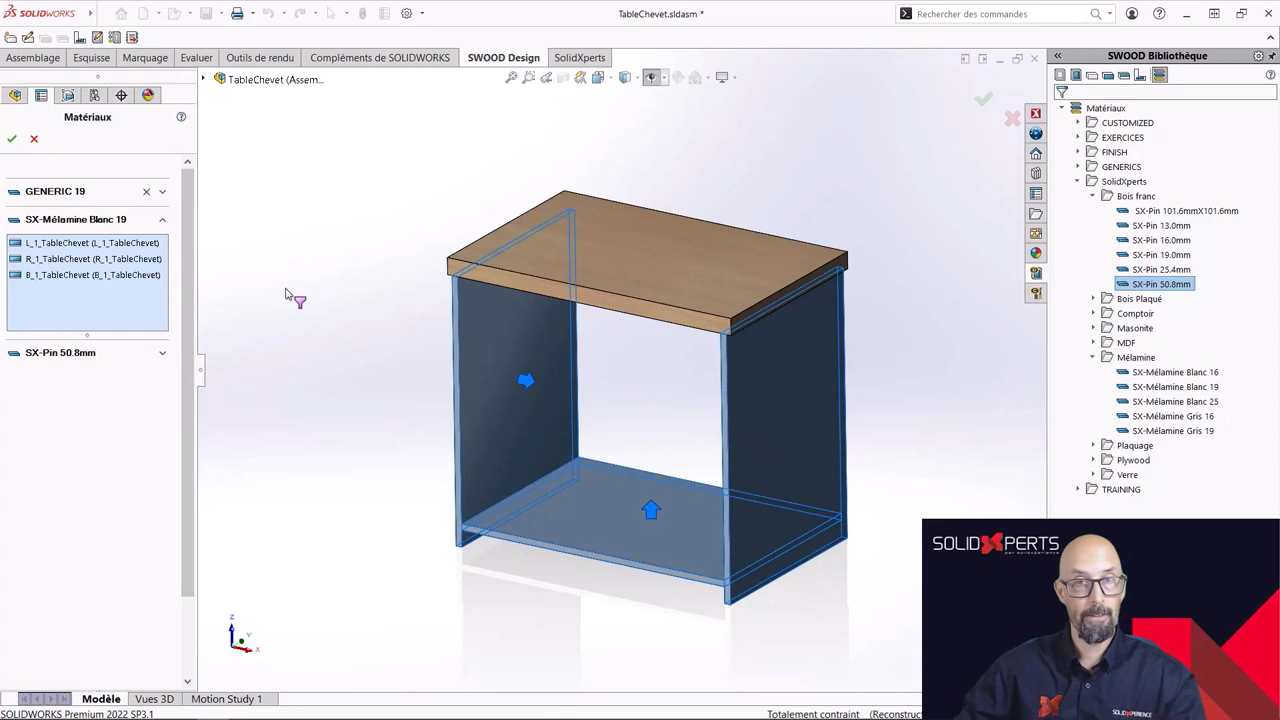 SOLIDWORKS
TableChevet.sldasm *
Rechercher des commandes
Assemblage
Esquisse
Marquage
Evaluer
Outils de rendu
Compléments de SOLIDWORKS
SWOOD Design
SolidXperts
SWOOD Bibliothèque
TableChevet (Assem...
Matériaux
GENERIC 19
SX-Mélamine Blanc 19
L_1_TableChevet (L_1_TableChevet)
R_1_TableChevet (R_1_TableChevet)
B_1_TableChevet (B_1_TableChevet)
SX-Pin 50.8mm
Matériaux
CUSTOMIZED
EXERCICES
FINISH
GENERICS
SolidXperts
Bois franc
SX-Pin 101.6mmX101.6mm
SX-Pin 13.0mm
SX-Pin 16.0mm
SX-Pin 19.0mm
SX-Pin 25.4mm
SX-Pin 50.8mm
Bois Plaqué
Comptoir
Masonite
MDF
Mélamine
SX-Mélamine Blanc 16
SX-Mélamine Blanc 19
SX-Mélamine Blanc 25
SX-Mélamine Gris 16
SX-Mélamine Gris 19
Plaquage
Plywood
Verre
TRAINING
SOLIDXPERTS
par solidxperience
SOLIDXPERIENCE
Z
Y
X
Modèle
Vues 3D
Motion Study 1
SOLIDWORKS Premium 2022 SP3.1
Totalement contraint
(Reconstruct